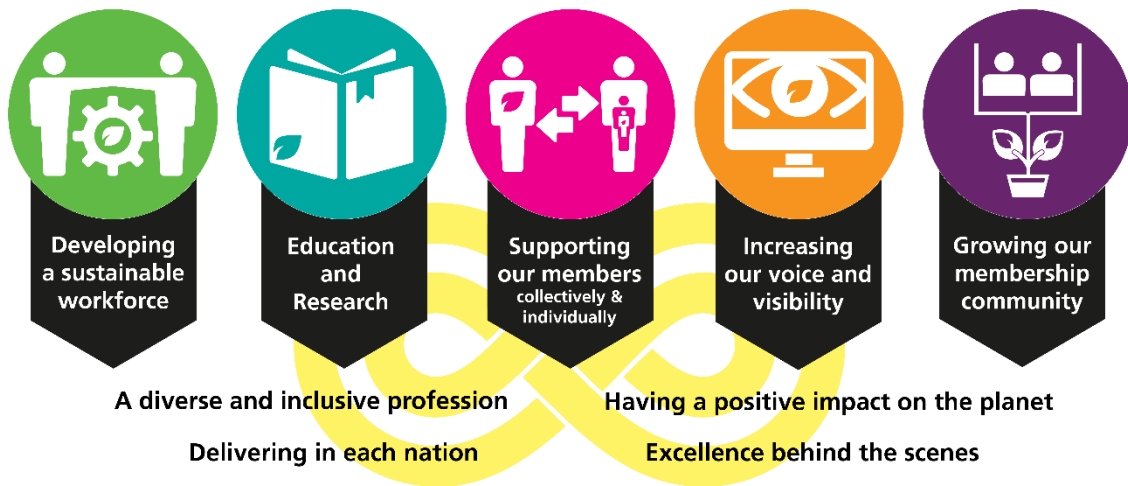 Developing
a sustainable
workforce
Education
and
Research
Supporting
our members
collectively &
individually
Increasing
our voice and
visibility
Growing our
membership
community
A diverse and inclusive profession
Having a positive impact on the planet
Delivering in each nation
Excellence behind the scenes